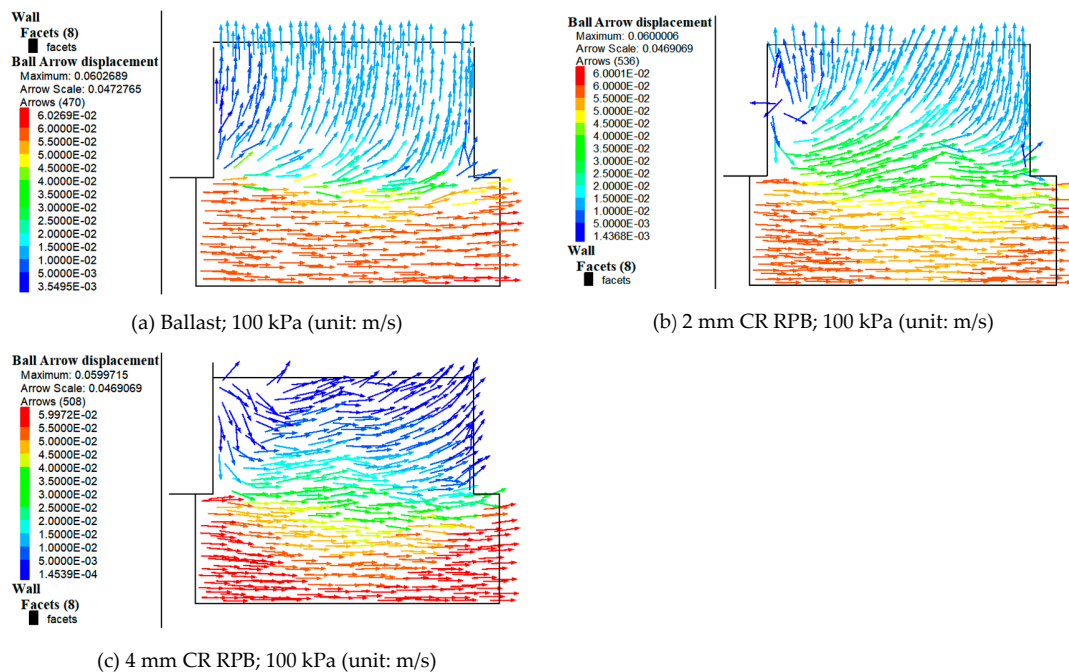 Wall
Facets (8)
facets
Ball Arrow displacement
Maximum: 0.0602689
Arrow Scale: 0.0472765
Arrows (470)
6.0269E-02
6.0000E-02
5.5000E-02
5.0000E-02
4.5000E-02
4.0000E-02
3.5000E-02
3.0000E-02
2.5000E-02
2.0000E-02
1.5000E-02
1.0000E-02
5.0000E-03
3.5495E-03
(a) Ballast; 100 kPa (unit: m/s)
Ball Arrow displacement
Maximum: 0.0600006
Arrow Scale: 0.0469069
Arrows (536)
6.0001E-02
6.0000E-02
5.5000E-02
5.0000E-02
4.5000E-02
4.0000E-02
3.5000E-02
3.0000E-02
2.5000E-02
2.0000E-02
1.5000E-02
1.0000E-02
5.0000E-03
1.4368E-03
Wall
Facets (8)
facets
(b) 2 mm CR RPB; 100 kPa (unit: m/s)
Ball Arrow displacement
Maximum: 0.0599715
Arrow Scale: 0.0469069
Arrows (508)
5.9972E-02
5.5000E-02
5.0000E-02
4.5000E-02
4.0000E-02
3.5000E-02
3.0000E-02
2.5000E-02
2.0000E-02
1.5000E-02
1.0000E-02
5.0000E-03
1.4539E-04
Wall
Facets (8)
facets
(c) 4 mm CR RPB; 100 kPa (unit: m/s)